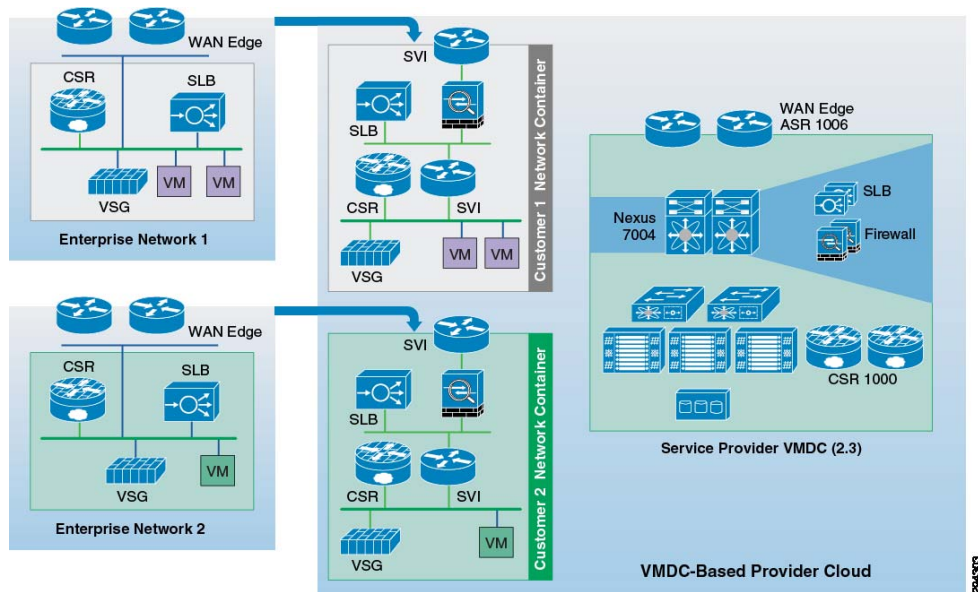 WAN Edge
CSR
SLB
VSG
VM
VM
Enterprise Network 1
WAN Edge
CSR
SLB
VSG
VM
Enterprise Network 2
SVI
SLB
CSR
SVI
VSG
VM
VM
Customer 1 Network Container
SVI
SLB
CSR
SVI
VSG
VM
Customer 2 Network Container
WAN Edge
ASR 1006
Nexus
7004
SLB
Firewall
CSR 1000
Service Provider VMDC (2.3)
VMDC-Based Provider Cloud